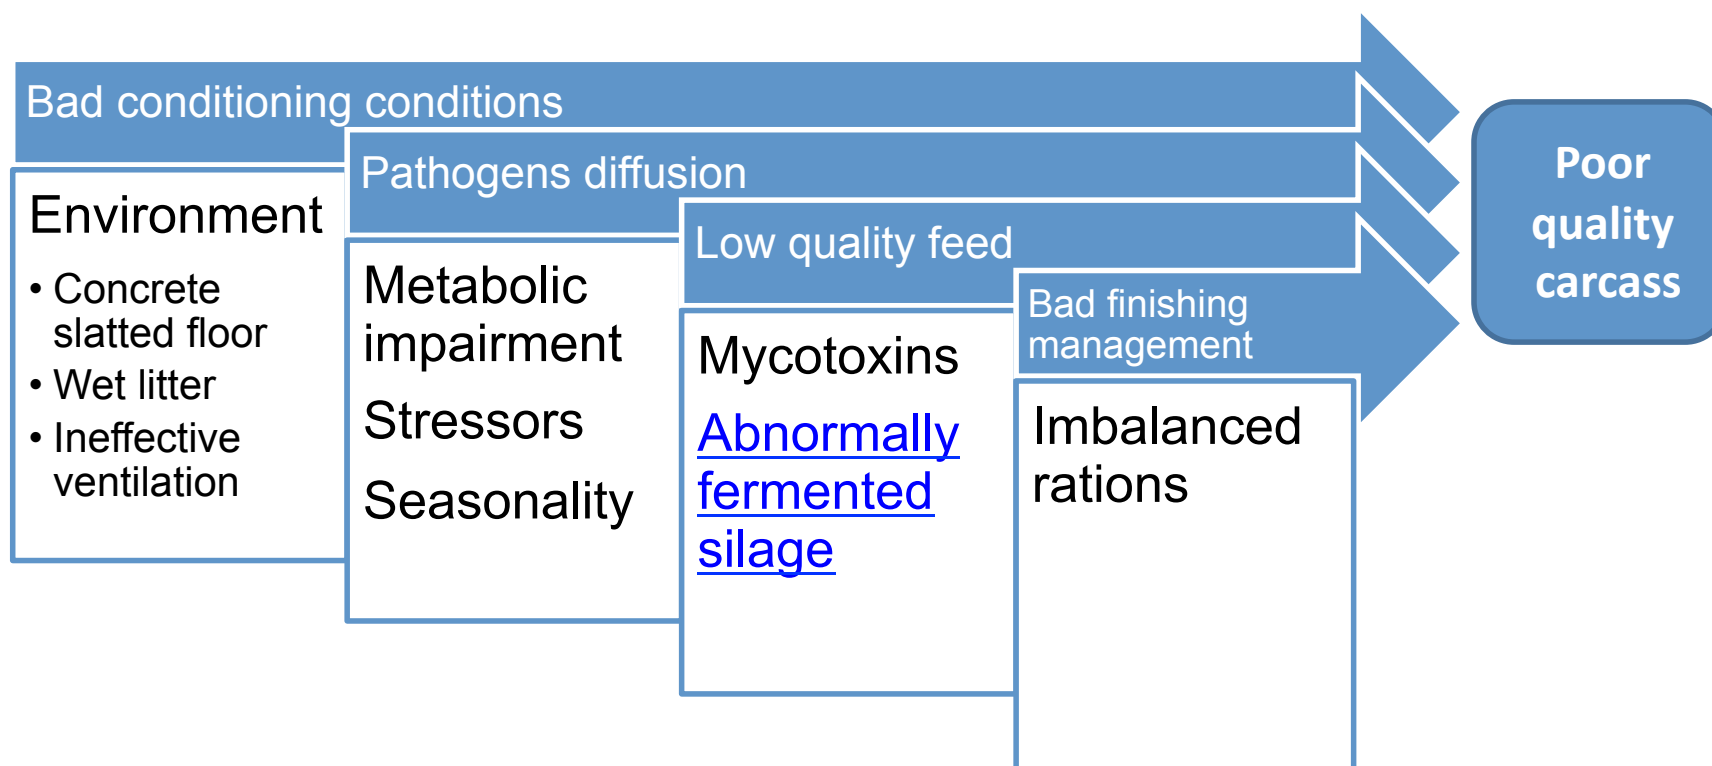 Bad conditioning conditions
Environment
• Concrete
slatted floor
• Wet litter
• Ineffective
ventilation
Pathogens diffusion
Metabolic
impairment
Stressors
Seasonality
Low quality feed
Mycotoxins
Abnormally
fermented
silage
Bad finishing
management
Imbalanced
rations
Poor
quality
carcass